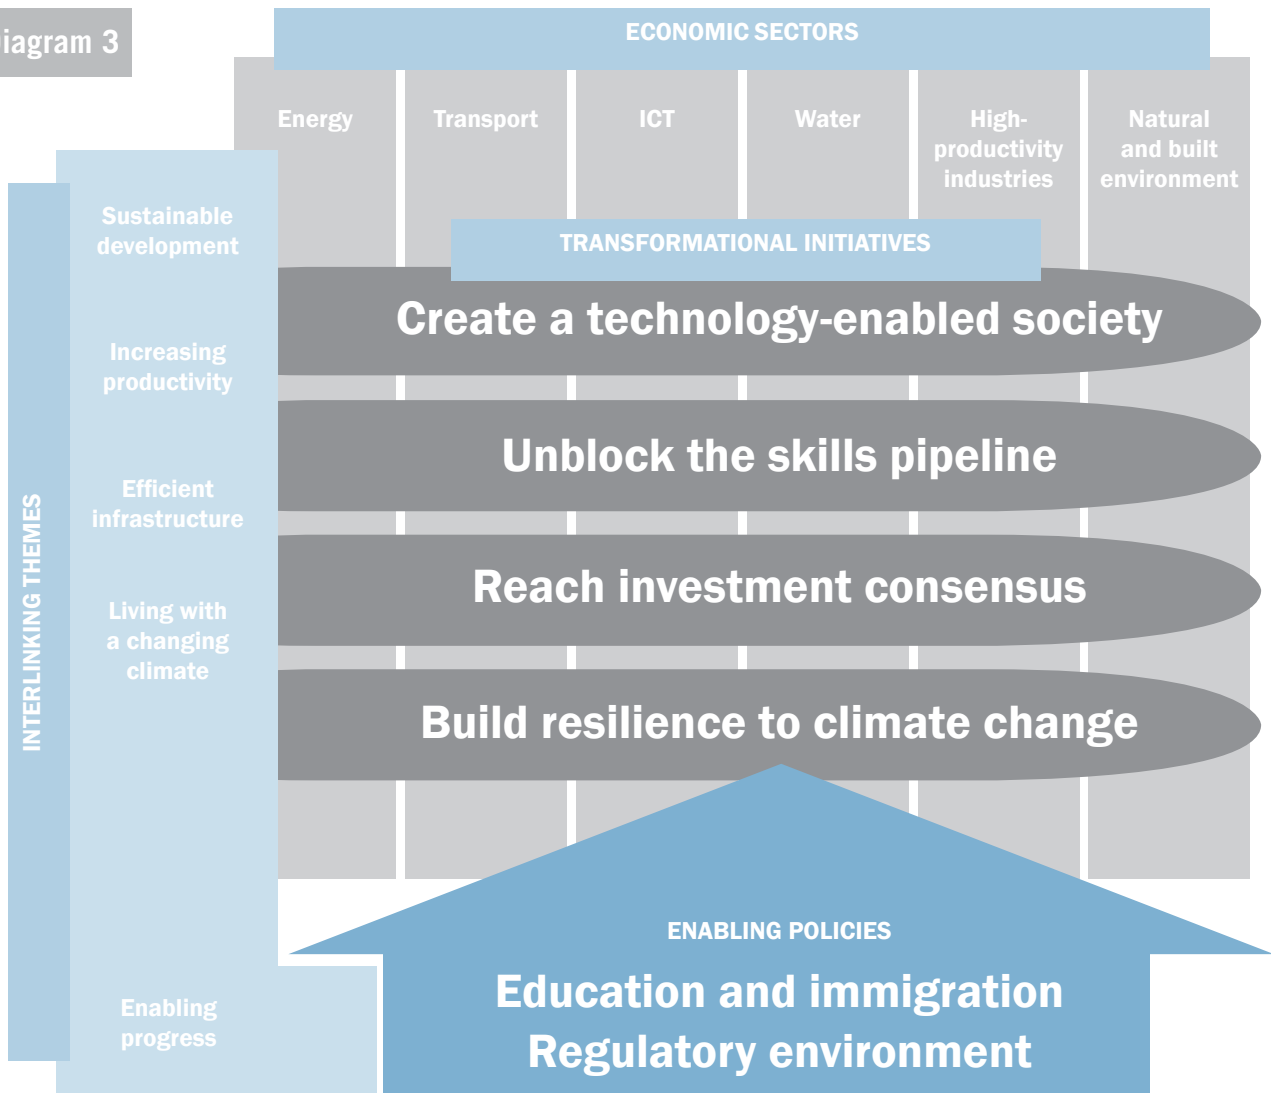 iagram 3
ECONOMIC SECTORS
Energy
Transport
ICT
Water
High-
productivity
industries
Natural
and built
environment
INTERLINKING THEMES
Sustainable
development
Increasing
productivity
Efficient
infrastructure
Living with
a changing
climate
Enabling
progress
TRANSFORMATIONAL INITIATIVES
Create a technology-enabled society
Unblock the skills pipeline
Reach investment consensus
Build resilience to climate change
ENABLING POLICIES
Education and immigration
Regulatory environment